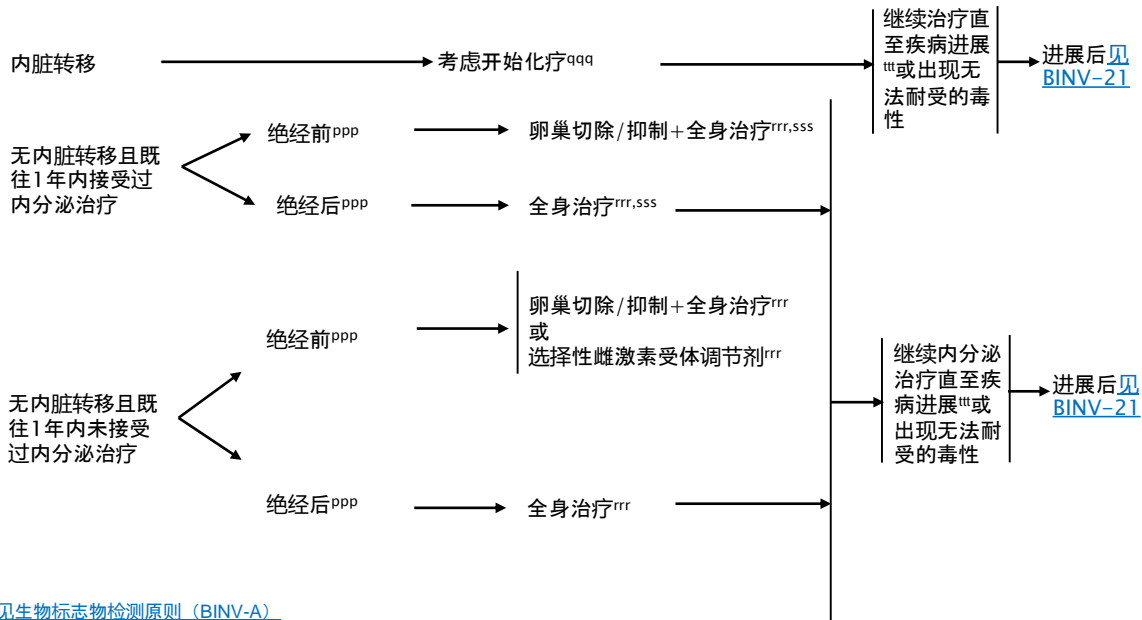 内脏转移
考虑开始化疗qqq
继续治疗直
至疾病进展
ttt或出现无
法耐受的毒
性
进展后见
BINV-21
无内脏转移且既
往1年内接受过
内分泌治疗
绝经前ppp
卵巢切除/抑制+全身治疗rrr,sss
绝经后ppp
全身治疗rrr,sss
无内脏转移且既
往1年内未接受
过内分泌治疗
绝经前ppp
卵巢切除/抑制+全身治疗rrr
或
选择性雌激素受体调节剂rrr
绝经后ppp
全身治疗rrr
继续内分泌
治疗直至疾
病进展ttt或
出现无法耐
受的毒性
进展后见
BINV-21
见生物标志物检测原则（BINV-A）